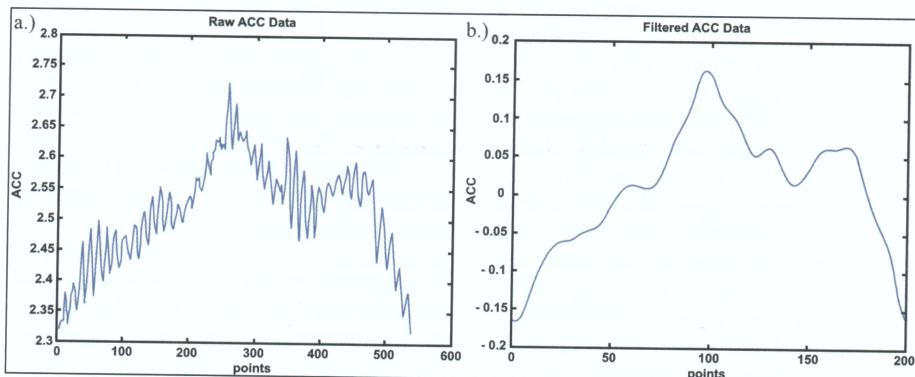 a.)
Raw ACC Data
2.8
2.75
2.7
2.65
2.6
2.55
2.5
2.45
2.4
2.35
2.3
ACC
0 100 200 300 400 500 600
points
b.)
Filtered ACC Data
0.2
0.15
0.1
0.05
0
- 0.05
- 0.1
- 0.15
- 0.2
ACC
0 50 100 150 200
points